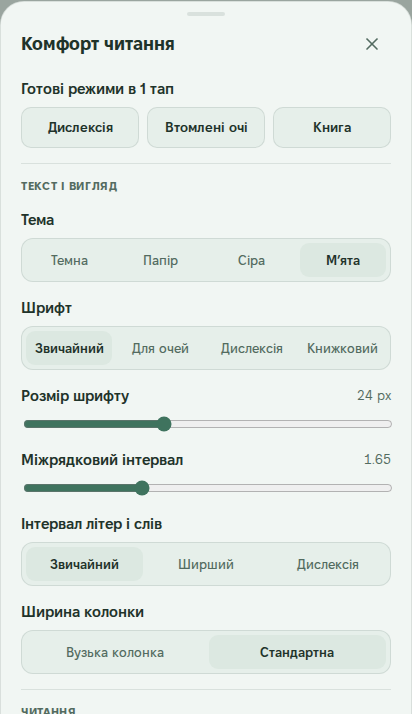 Комфорт читання
Готові режими в 1 тап
Дислексія Втомлені очі Книга
ТЕКСТ І ВИГЛЯД
Тема
Темна Папір Сіра М’ята
Шрифт
Звичайний Для очей Дислексія Книжковий
Розмір шрифту 24 px
Міжрядковий інтервал 1.65
Інтервал літер і слів
Звичайний Ширший Дислексія
Ширина колонки
Вузька колонка Стандартна
ЧИТАННЯ